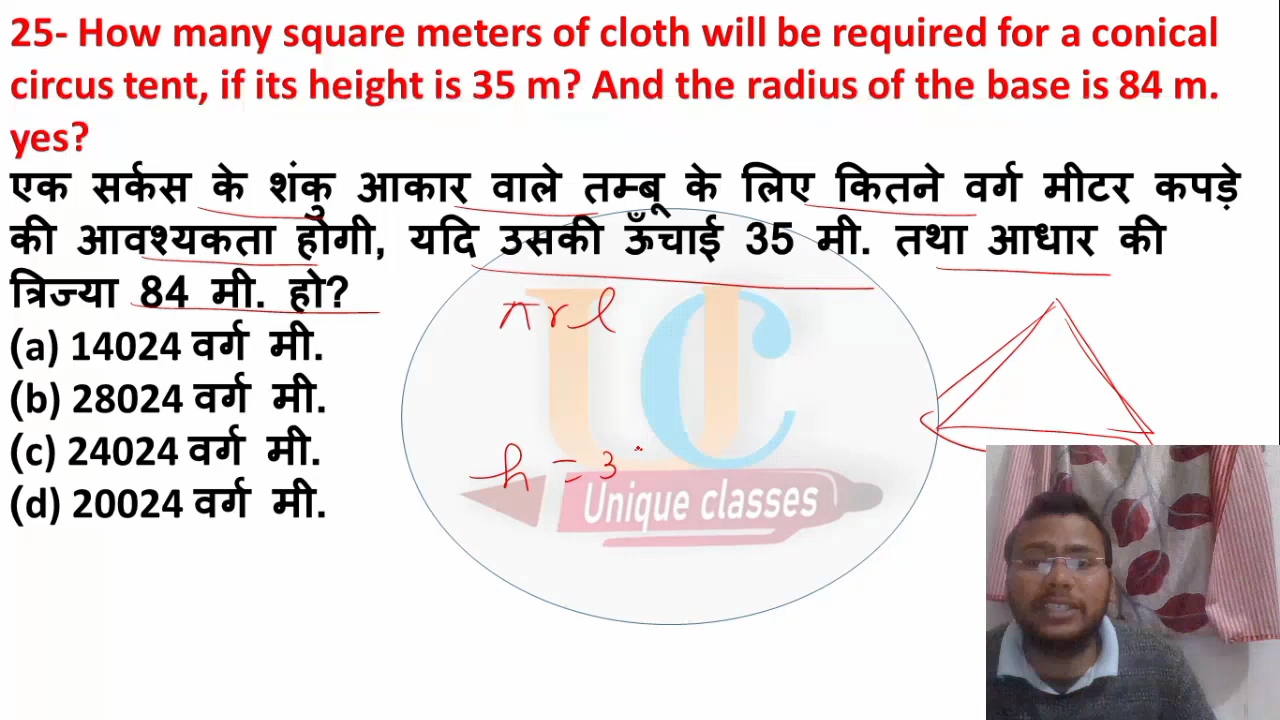 25- How many square meters of cloth will be required for a conical
circus tent, if its height is 35 m? And the radius of the base is 84 m.
yes?
एक सर्कस के शंकु आकार वाले तम्बू के लिए कितने वर्ग मीटर कपड़े
की आवश्यकता होगी, यदि उसकी ऊँचाई 35 मी. तथा आधार की
त्रिज्या 84 मी. हो?
πrl
(a) 14024 वर्ग मी.
(b) 28024 वर्ग मी.
(c) 24024 वर्ग मी.
h = 3
(d) 20024 वर्ग मी.
UC
Unique classes